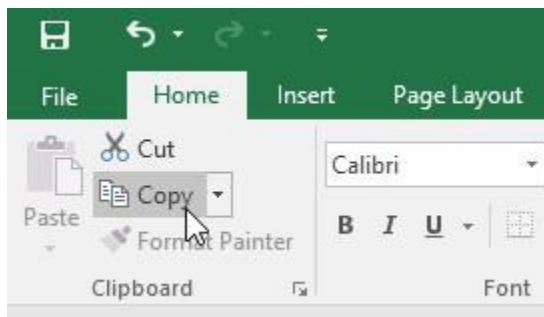 File Home Insert Page Layout
Cut
Calibri
Copy
Paste
Format Painter
B I U
Clipboard Font